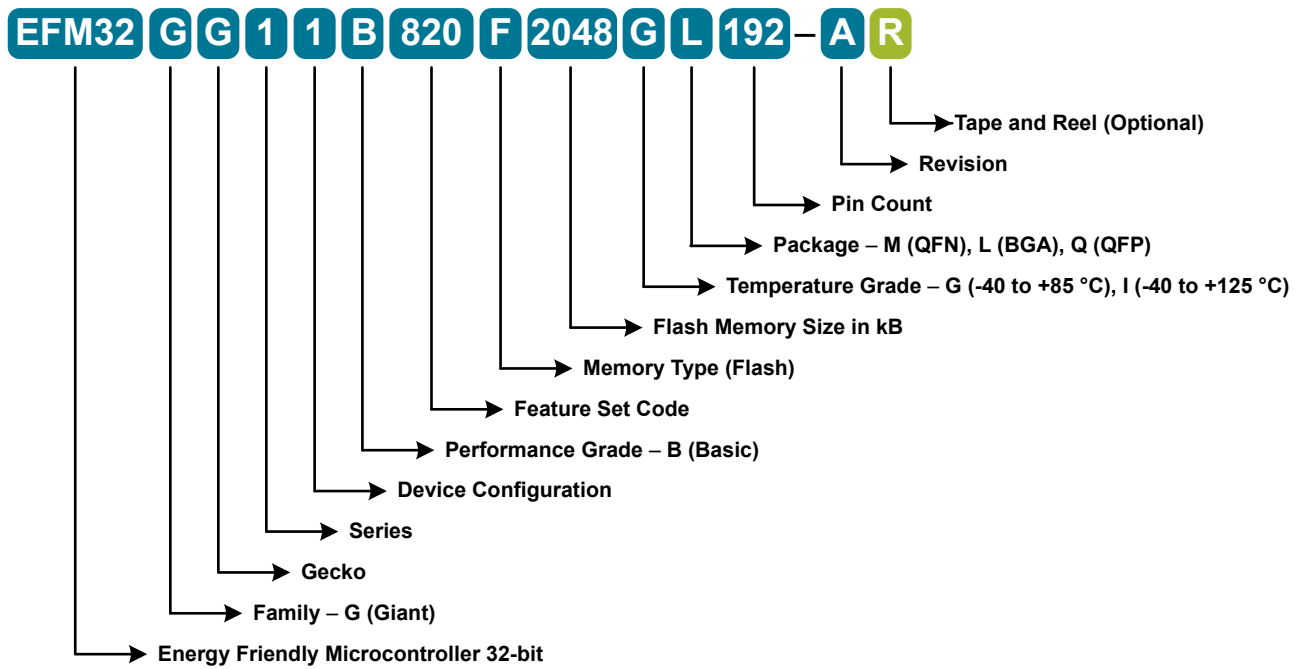 EFM32 G G 1 1 B 820 F 2048 G L 192 – A R
Tape and Reel (Optional)
Revision
Pin Count
Package – M (QFN), L (BGA), Q (QFP)
Temperature Grade – G (-40 to +85 °C), I (-40 to +125 °C)
Flash Memory Size in kB
Memory Type (Flash)
Feature Set Code
Performance Grade – B (Basic)
Device Configuration
Series
Gecko
Family – G (Giant)
Energy Friendly Microcontroller 32-bit